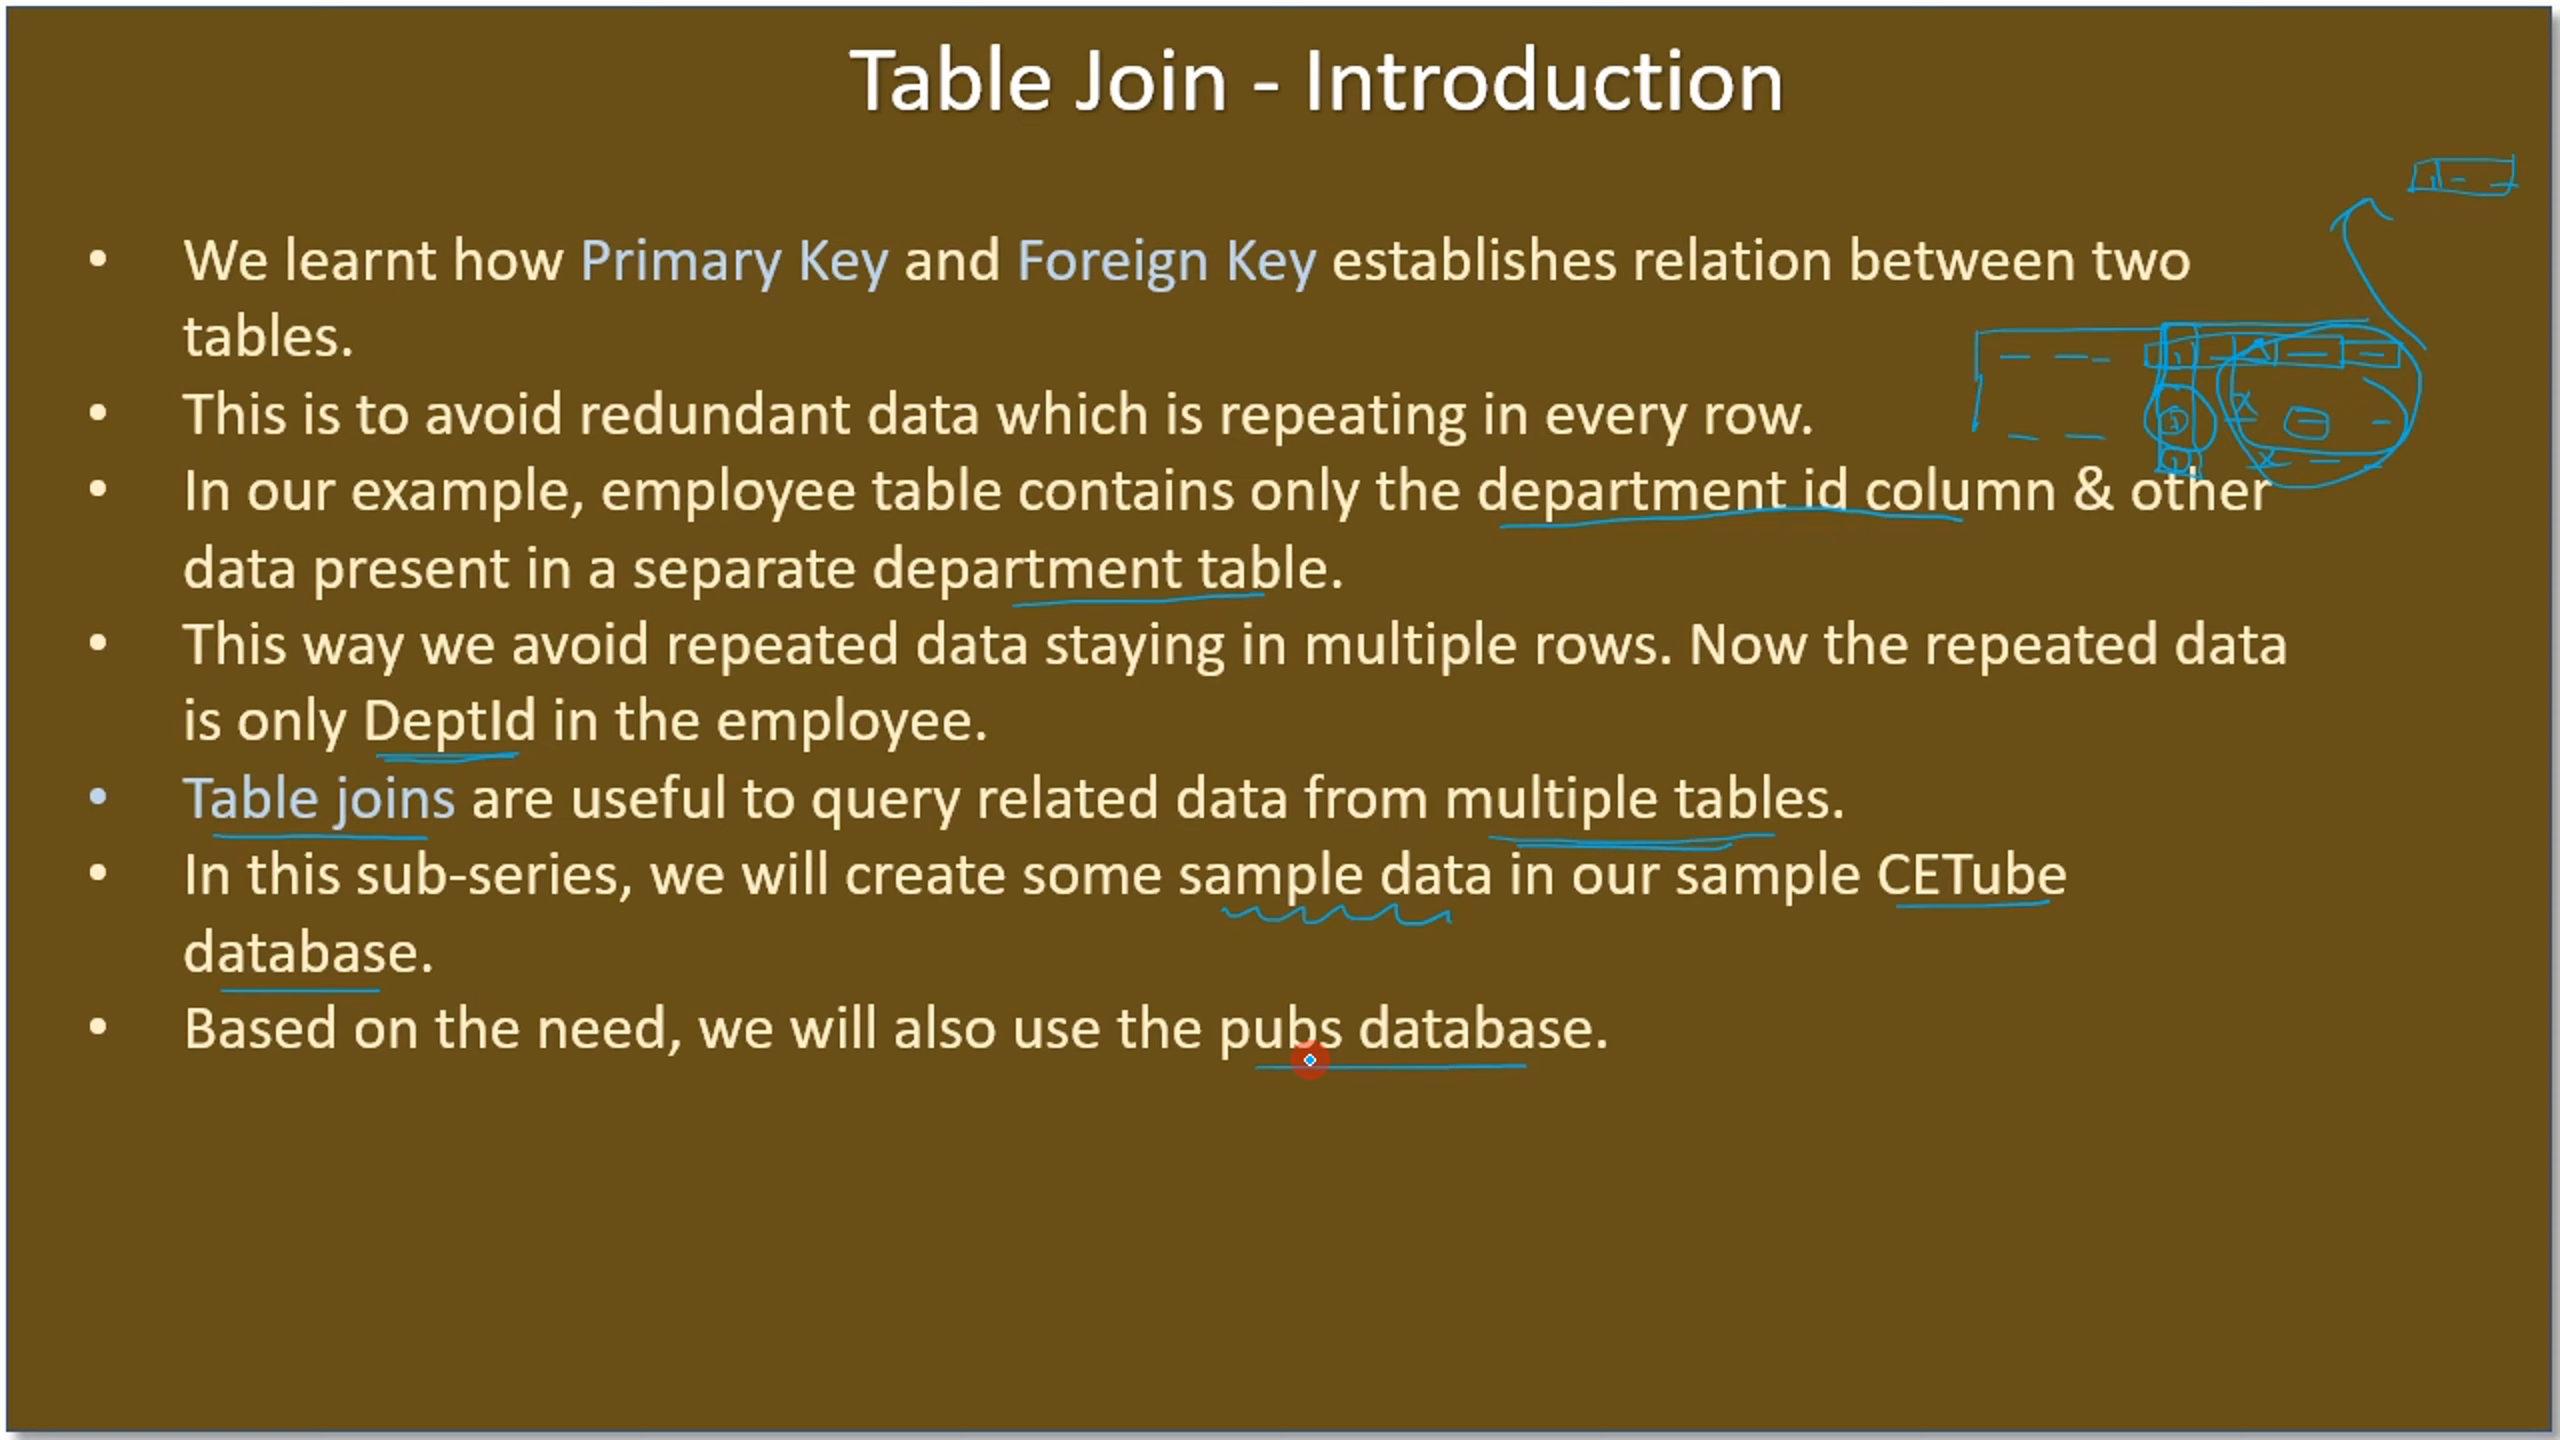 Table Join - Introduction
• We learnt how Primary Key and Foreign Key establishes relation between two
tables.
• This is to avoid redundant data which is repeating in every row.
• In our example, employee table contains only the department id column & other
data present in a separate department table.
• This way we avoid repeated data staying in multiple rows. Now the repeated data
is only DeptId in the employee.
• Table joins are useful to query related data from multiple tables.
• In this sub-series, we will create some sample data in our sample CETube
database.
• Based on the need, we will also use the pubs database.